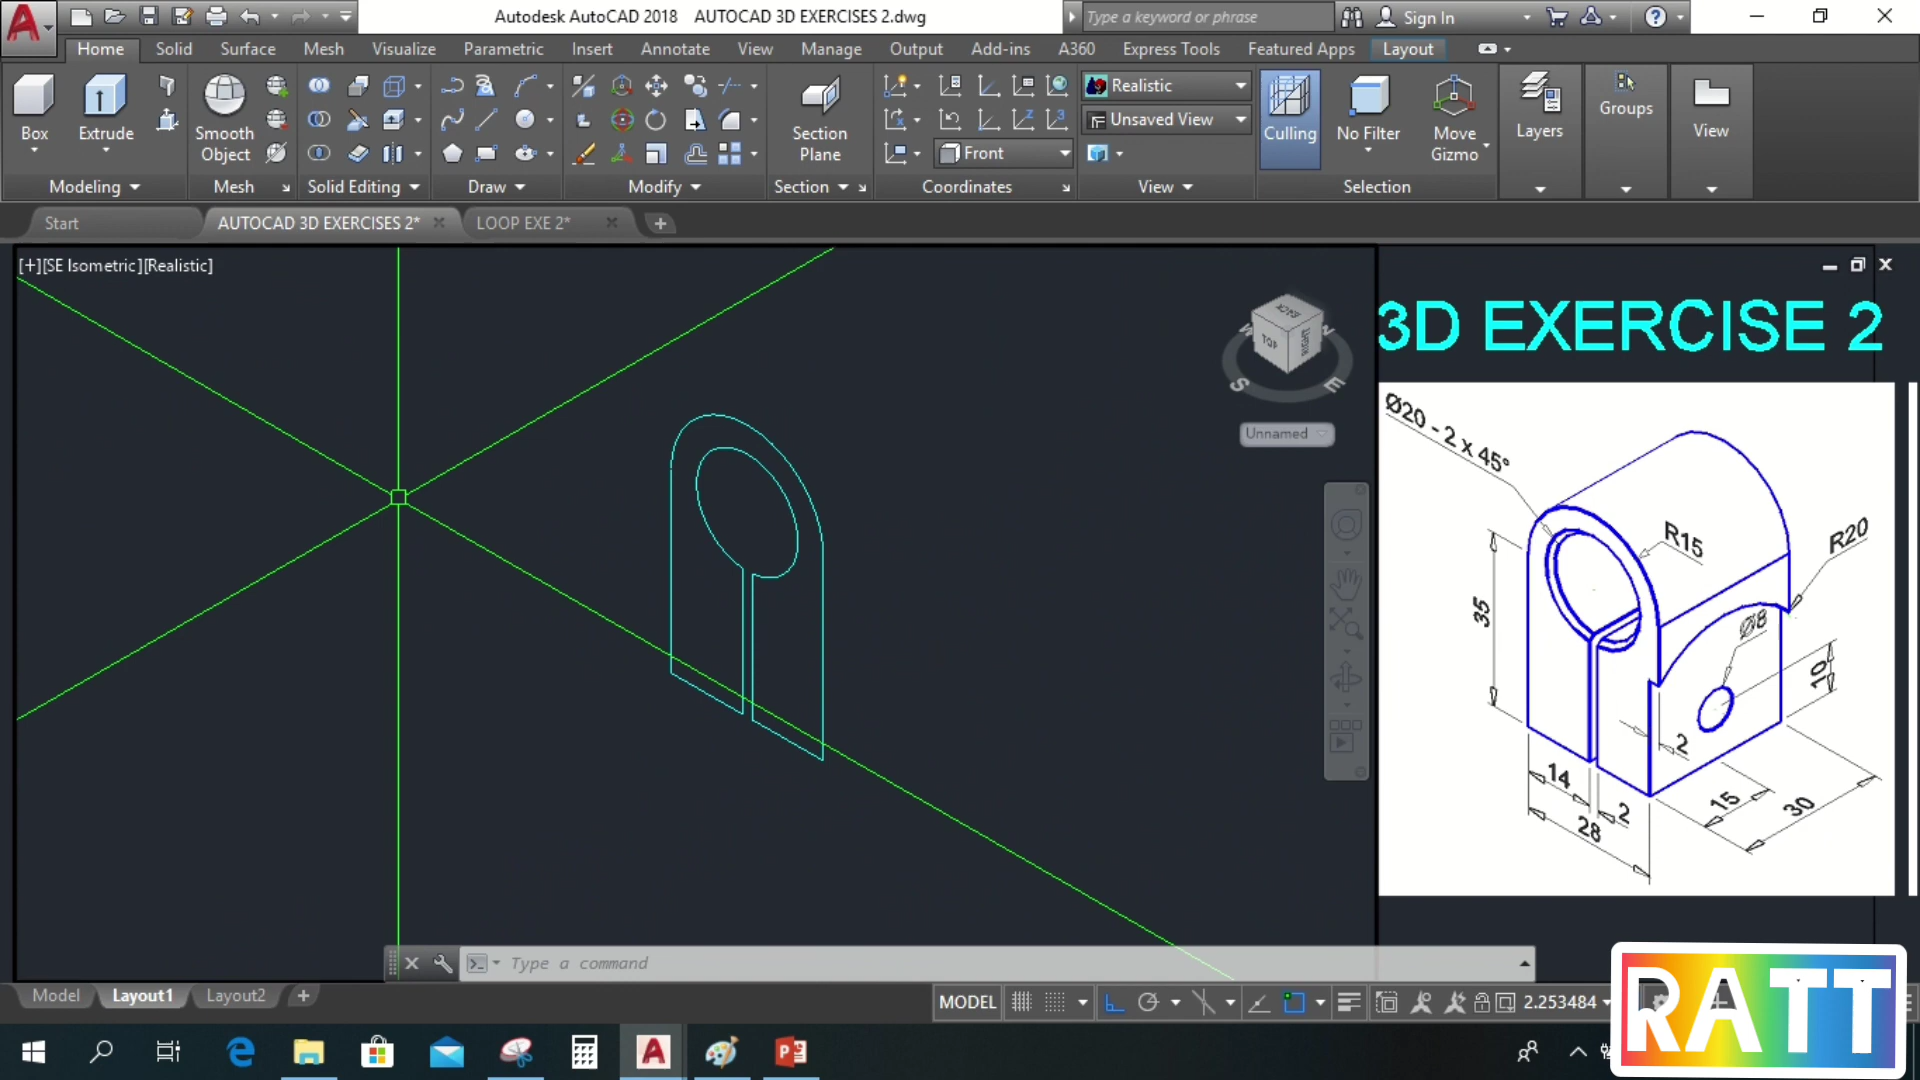 Autodesk AutoCAD 2018 AUTOCAD 3D EXERCISES 2.dwg
Type a keyword or phrase
Sign In
Home Solid Surface Mesh Visualize Parametric Insert Annotate View Manage Output Add-ins A360 Express Tools Featured Apps Layout
Box
Extrude
Smooth Object
Section Plane
Realistic
Unsaved View
Front
Culling
No Filter
Move Gizmo
Layers
Groups
View
Modeling Mesh Solid Editing Draw Modify Section Coordinates View Selection
Start AUTOCAD 3D EXERCISES 2* LOOP EXE 2*
[+][SE Isometric][Realistic]
BACK
TOP
RIGHT
W
N
S
E
Unnamed
3D EXERCISE 2
Ø20 - 2 x 45°
R15
R20
35
Ø8
10
2
14
2
28
15
30
Type a command
Model Layout1 Layout2
MODEL
2.253484
RATT